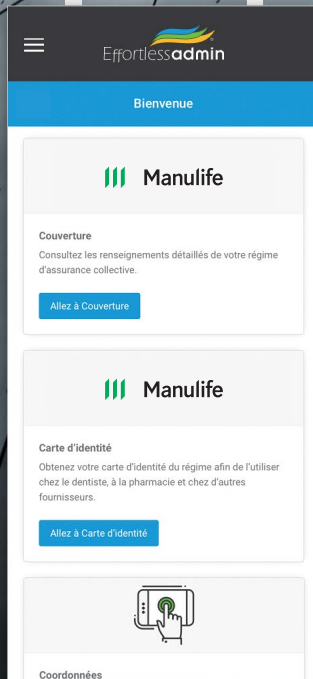 Effortlessadmin
Bienvenue
Manulife
Couverture
Consultez les renseignements détaillés de votre régime
d'assurance collective.
Allez à Couverture
Manulife
Carte d'identité
Obtenez votre carte d'identité du régime afin de l'utiliser
chez le dentiste, à la pharmacie et chez d'autres
fournisseurs.
Allez à Carte d'identité
Coordonnées